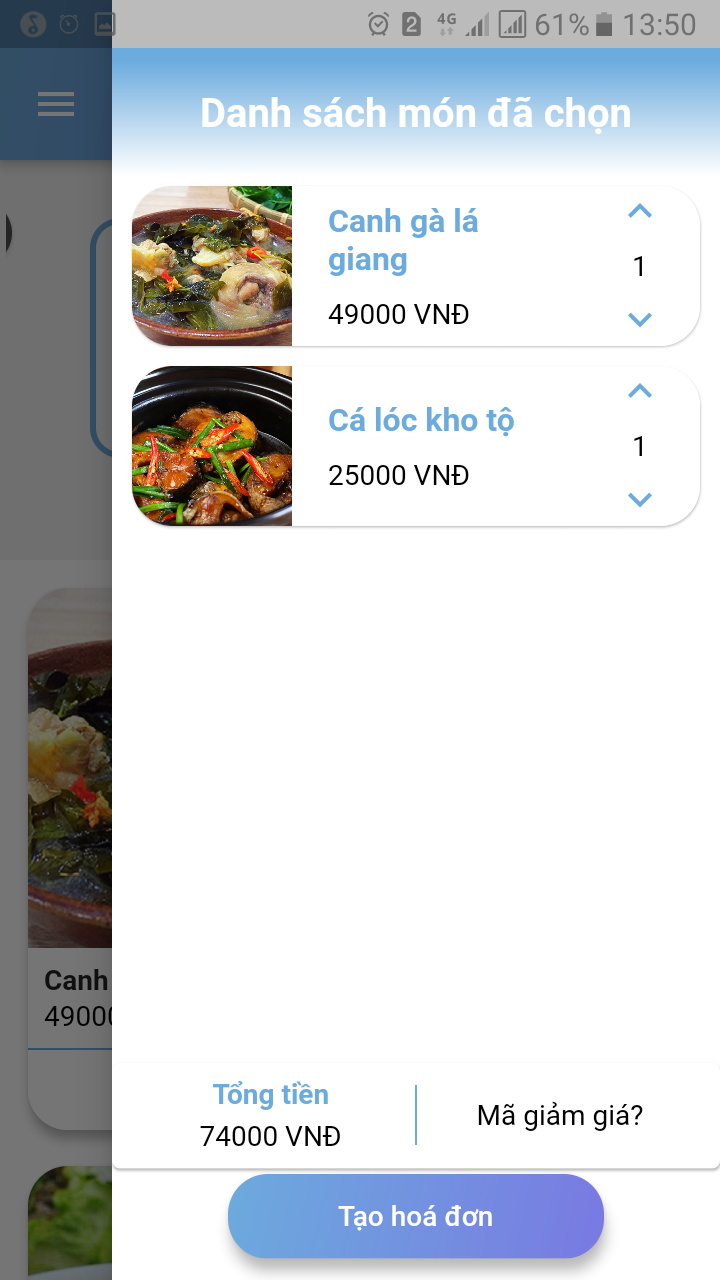 2 4G 61% 13:50
Danh sách món đã chọn
Canh gà lá
giang
1
49000 VNĐ
Cá lóc kho tộ
1
25000 VNĐ
Canh
4900
Tổng tiền
74000 VNĐ
Mã giảm giá?
Tạo hoá đơn